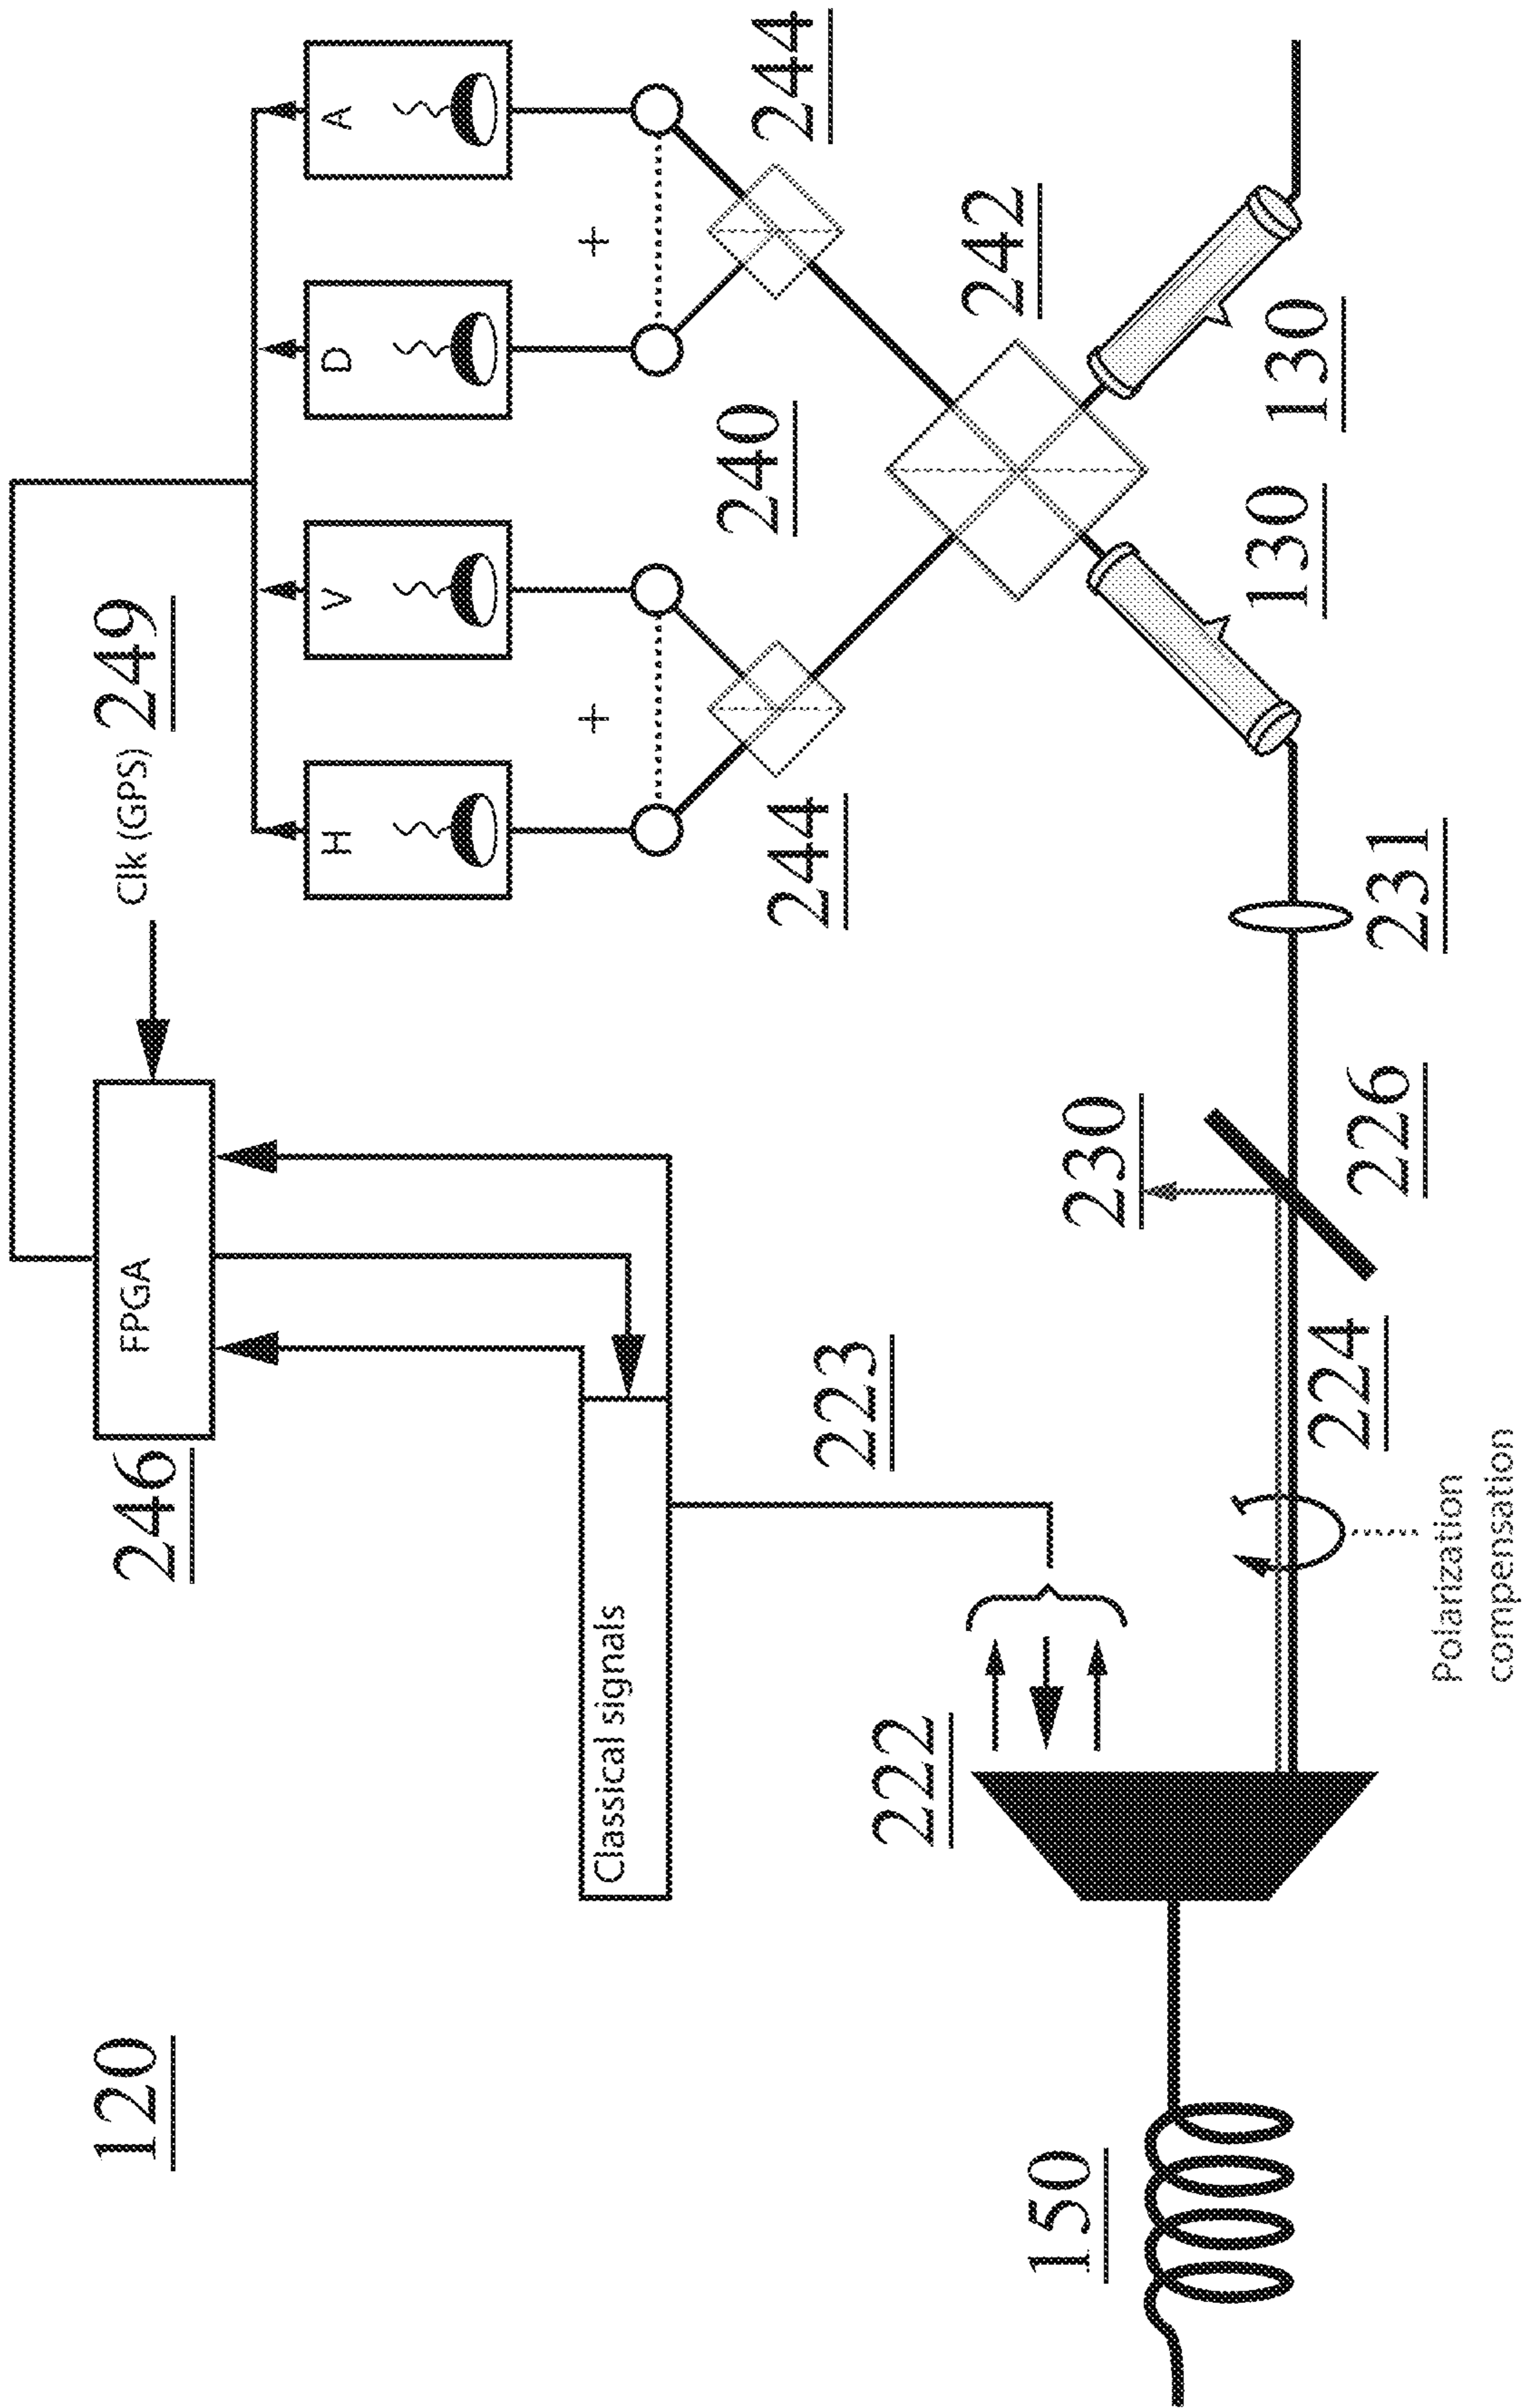 120
246
FPGA
Clk (GPS) 249
H
V
D
A
+
+
Classical signals
240
244
244
223
222
242
150
230
130
130
224
226
231
Polarization
compensation